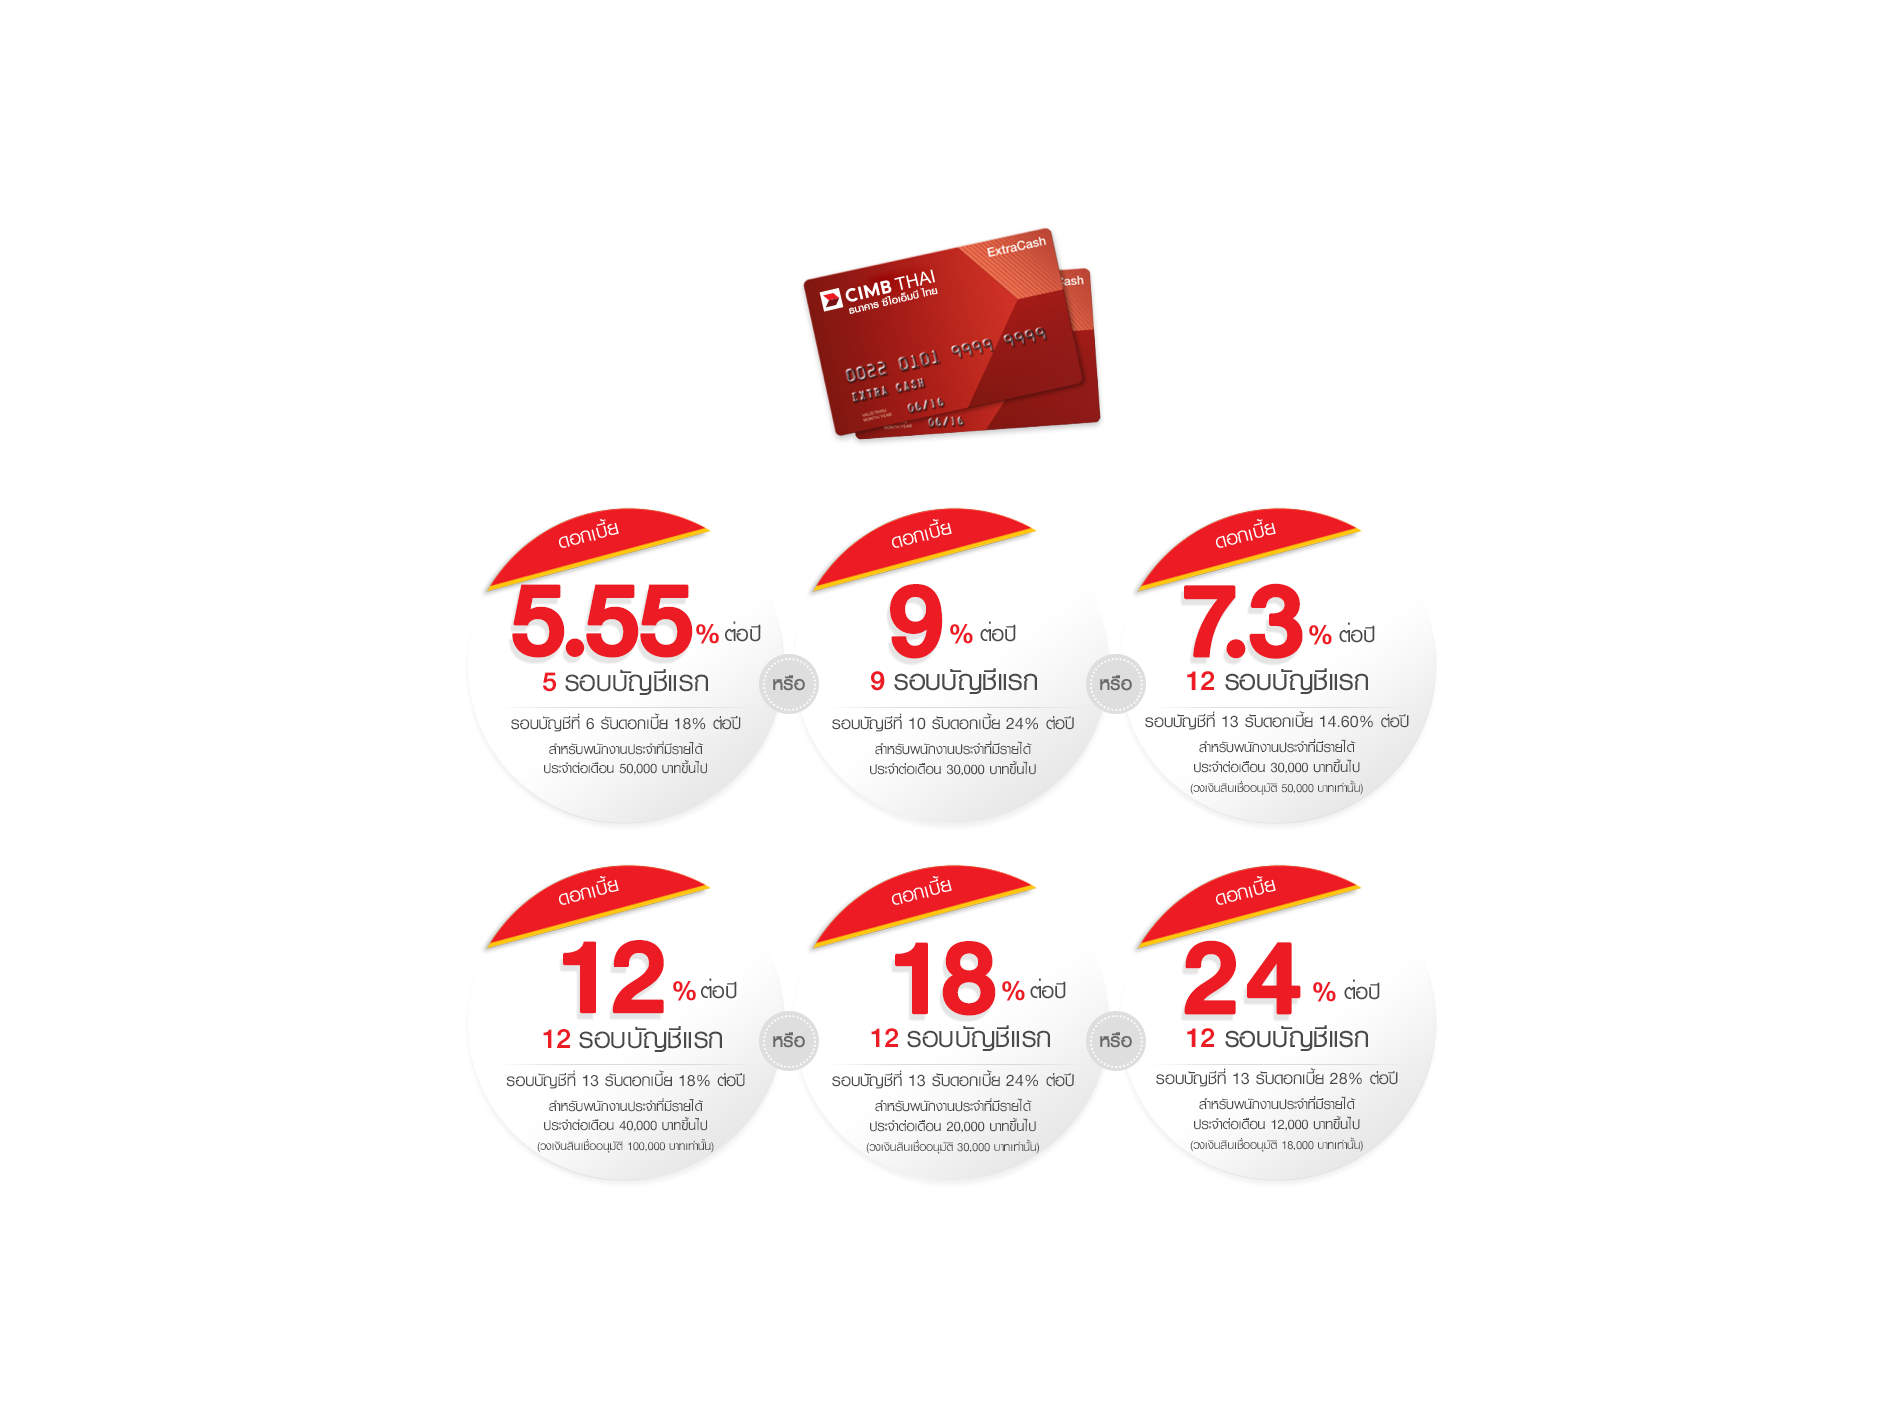 ExtraCash
CIMB THAI
ธนาคาร ซีไอเอ็มบี ไทย
ash
0022 0101 9999 9999
EXTRA CASH
VALID THRU
MONTH/YEAR
06/16
MONTH/YEAR
06/16
ดอกเบี้ย
5.55% ต่อปี
5 รอบบัญชีแรก
รอบบัญชีที่ 6 รับดอกเบี้ย 18% ต่อปี
สำหรับพนักงานประจำที่มีรายได้
ประจำต่อเดือน 50,000 บาทขึ้นไป
หรือ
ดอกเบี้ย
9% ต่อปี
9 รอบบัญชีแรก
รอบบัญชีที่ 10 รับดอกเบี้ย 24% ต่อปี
สำหรับพนักงานประจำที่มีรายได้
ประจำต่อเดือน 30,000 บาทขึ้นไป
หรือ
ดอกเบี้ย
7.3% ต่อปี
12 รอบบัญชีแรก
รอบบัญชีที่ 13 รับดอกเบี้ย 14.60% ต่อปี
สำหรับพนักงานประจำที่มีรายได้
ประจำต่อเดือน 30,000 บาทขึ้นไป
(วงเงินสินเชื่ออนุมัติ 50,000 บาทเท่านั้น)
ดอกเบี้ย
12% ต่อปี
12 รอบบัญชีแรก
รอบบัญชีที่ 13 รับดอกเบี้ย 18% ต่อปี
สำหรับพนักงานประจำที่มีรายได้
ประจำต่อเดือน 40,000 บาทขึ้นไป
(วงเงินสินเชื่ออนุมัติ 100,000 บาทเท่านั้น)
หรือ
ดอกเบี้ย
18% ต่อปี
12 รอบบัญชีแรก
รอบบัญชีที่ 13 รับดอกเบี้ย 24% ต่อปี
สำหรับพนักงานประจำที่มีรายได้
ประจำต่อเดือน 20,000 บาทขึ้นไป
(วงเงินสินเชื่ออนุมัติ 30,000 บาทเท่านั้น)
หรือ
ดอกเบี้ย
24% ต่อปี
12 รอบบัญชีแรก
รอบบัญชีที่ 13 รับดอกเบี้ย 28% ต่อปี
สำหรับพนักงานประจำที่มีรายได้
ประจำต่อเดือน 12,000 บาทขึ้นไป
(วงเงินสินเชื่ออนุมัติ 18,000 บาทเท่านั้น)